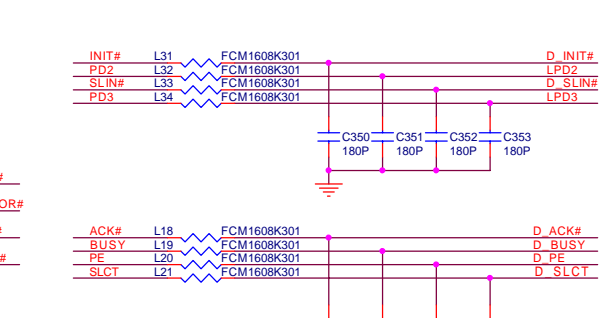 INIT# L31 FCM1608K301 D_INIT#
PD2 L32 FCM1608K301 LPD2
SLIN# L33 FCM1608K301 D_SLIN#
PD3 L34 FCM1608K301 LPD3
C350 C351 C352 C353
180P 180P 180P 180P
#
OR#
#
#
ACK# L18 FCM1608K301 D_ACK#
BUSY L19 FCM1608K301 D_BUSY
PE L20 FCM1608K301 D_PE
SLCT L21 FCM1608K301 D_SLCT